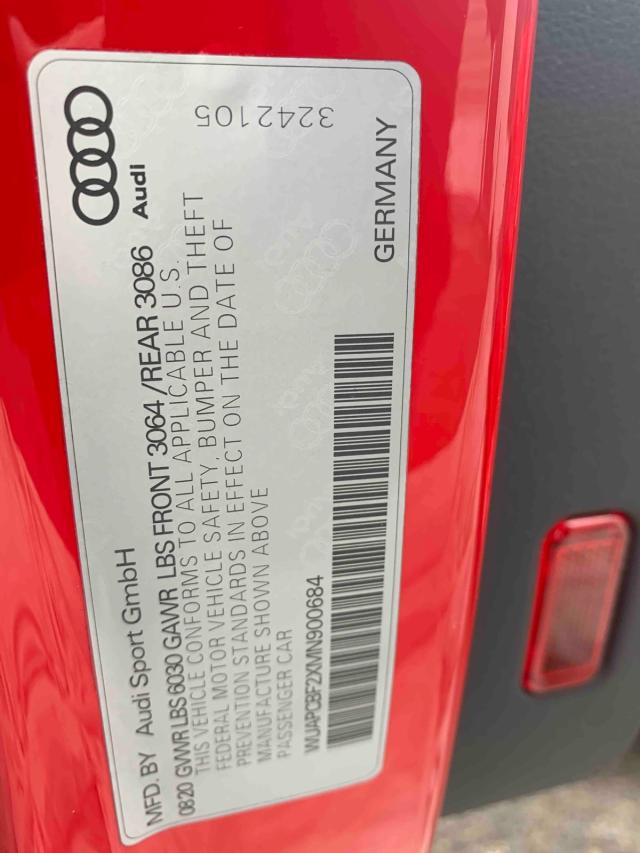 MFD. BY Audi Sport GmbH
Audi
0820 GVWR LBS 6030 GAWR LBS FRONT 3064 /REAR 3086
THIS VEHICLE CONFORMS TO ALL APPLICABLE U.S.
FEDERAL MOTOR VEHICLE SAFETY, BUMPER AND THEFT
PREVENTION STANDARDS IN EFFECT ON THE DATE OF
MANUFACTURE SHOWN ABOVE
PASSENGER CAR
WUAPCBF2XMN900684
GERMANY
3242105